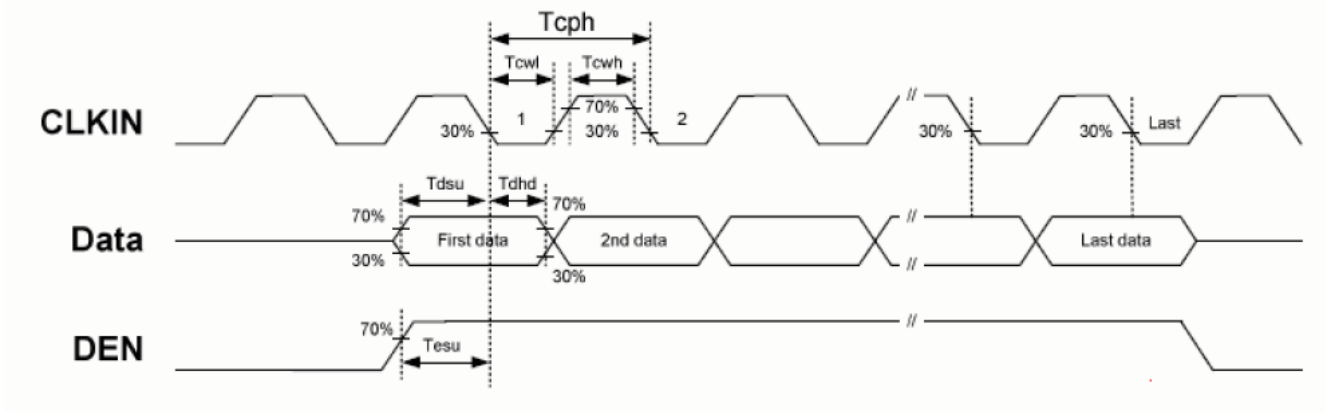 Tcph
Tcwl Tcwh
CLKIN 30% 1 70% 30% 2 // 30% 30% Last
Tdsu Tdhd
70% 70%
Data First data 2nd data // // Last data
30% 30%
DEN 70% Tesu //